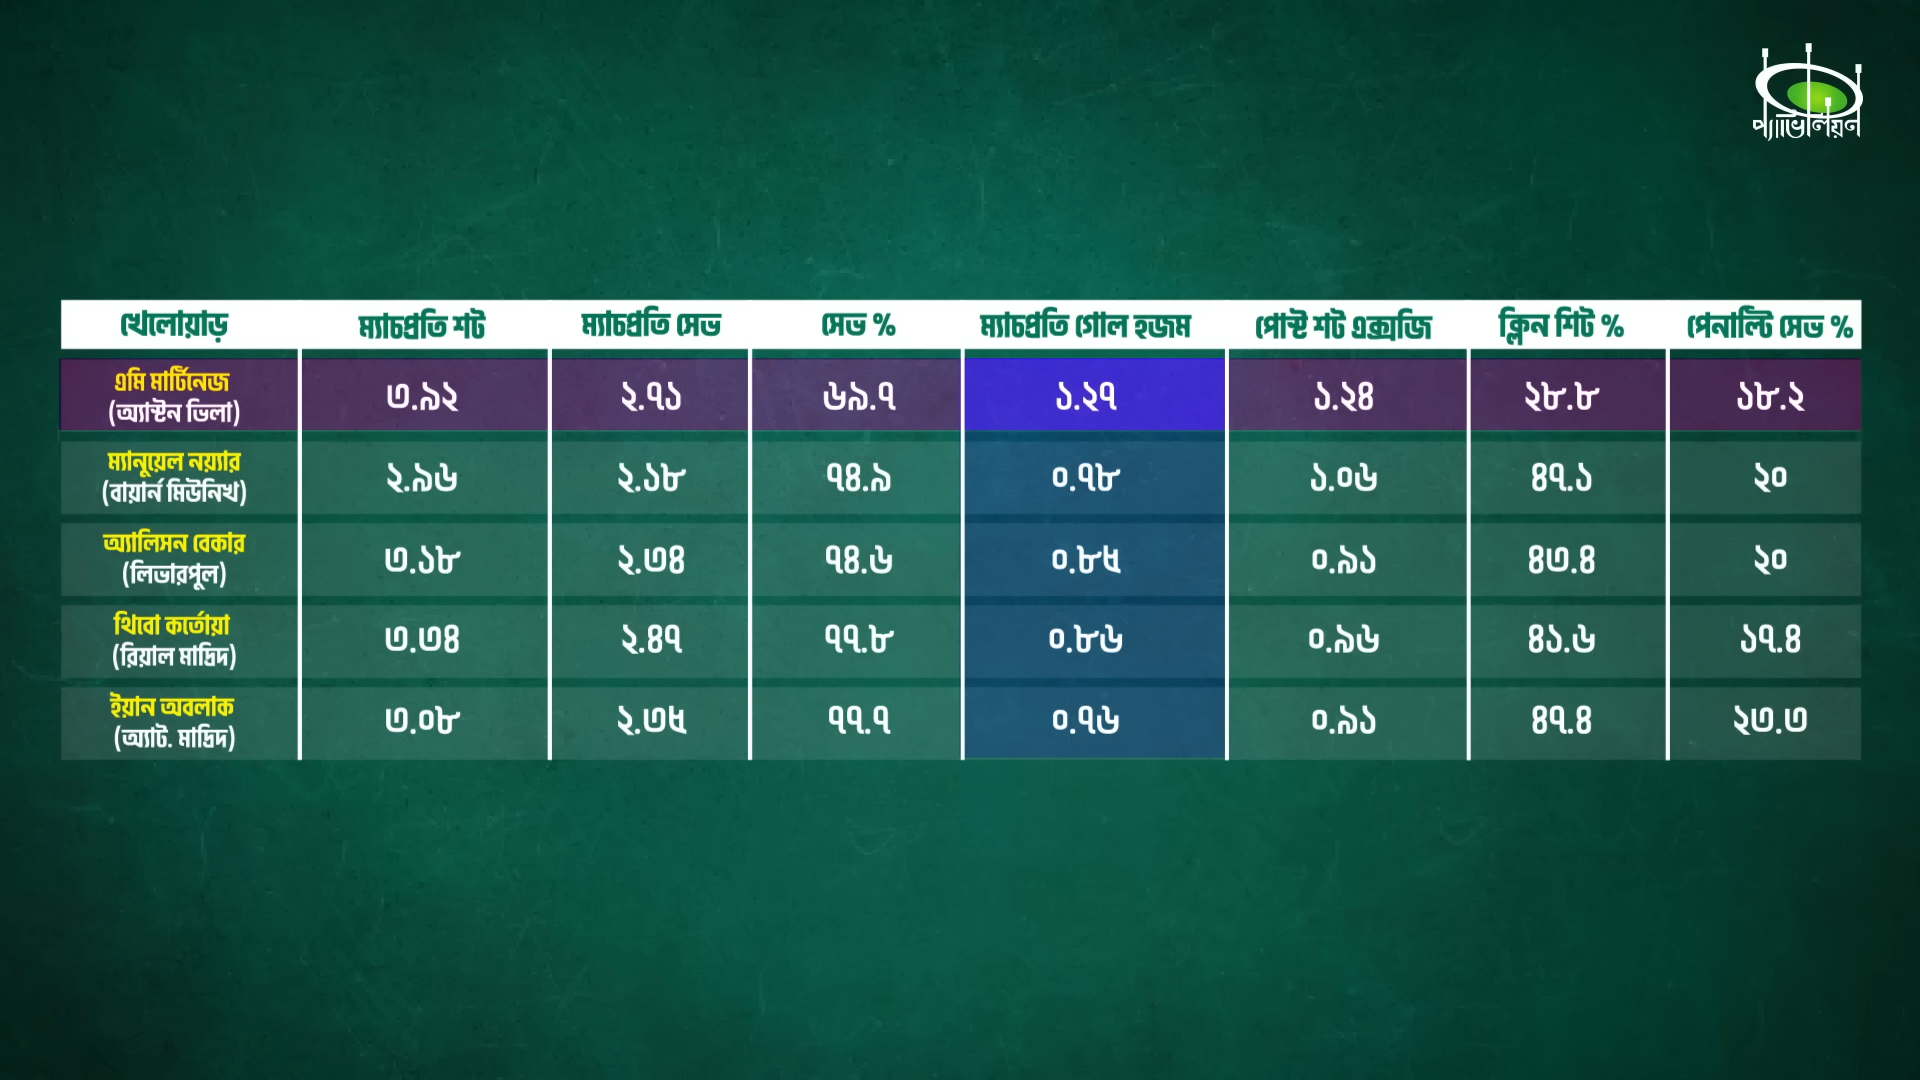 প্যাভিলিয়ন
খেলোয়াড় ম্যাচপ্রতি শট ম্যাচপ্রতি সেভ সেভ % ম্যাচপ্রতি গোল হজম পোস্ট শট এক্সজি ক্লিন শিট % পেনাল্টি সেভ %
এমি মার্টিনেজ
(অ্যাস্টন ভিলা) ৩.৯২ ২.৭১ ৬৯.৭ ১.২৭ ১.২৪ ২৮.৮ ১৮.২
ম্যানুয়েল নয়্যার
(বায়ার্ন মিউনিখ) ২.৯৬ ২.১৮ ৭৪.৯ ০.৭৮ ১.০৬ ৪৭.১ ২০
অ্যালিসন বেকার
(লিভারপুল) ৩.১৮ ২.৩৪ ৭৪.৬ ০.৮৫ ০.৯১ ৪৩.৪ ২০
থিবো কর্তোয়া
(রিয়াল মাদ্রিদ) ৩.৩৪ ২.৪৭ ৭৭.৮ ০.৮৬ ০.৯৬ ৪১.৬ ১৭.৪
ইয়ান অবলাক
(অ্যাট. মাদ্রিদ) ৩.০৮ ২.৩৫ ৭৭.৭ ০.৭৬ ০.৯১ ৪৭.৪ ২৩.৩